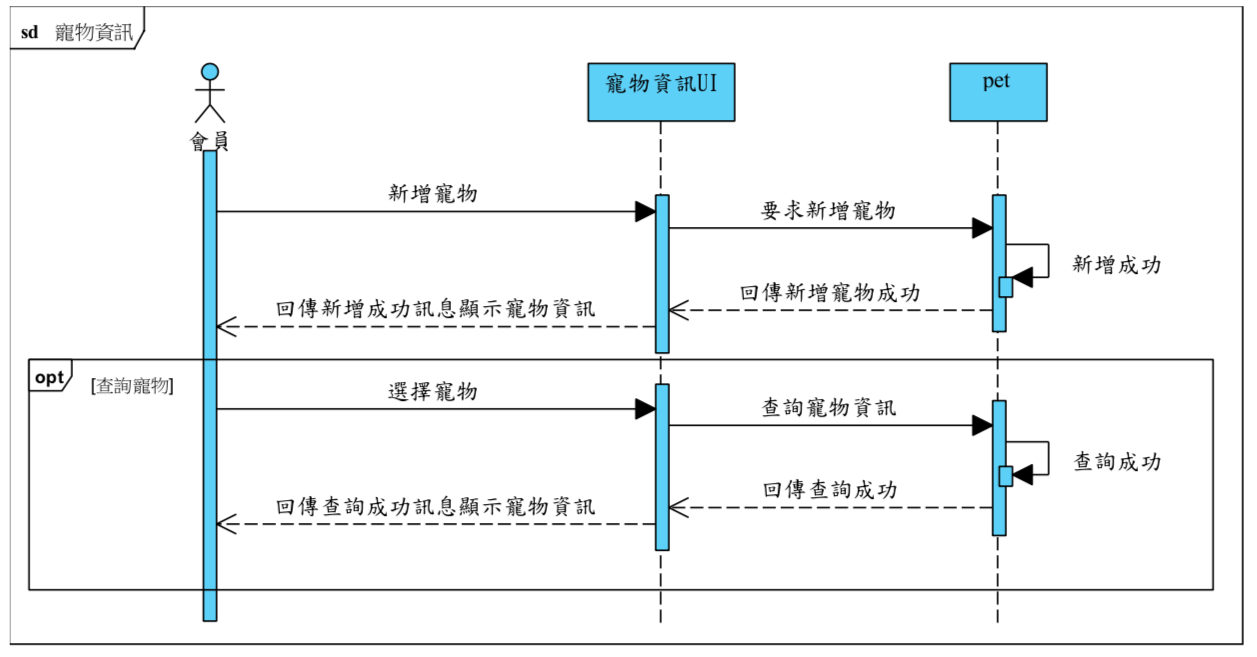 sd 寵物資訊
會員
寵物資訊UI
pet
新增寵物
要求新增寵物
新增成功
回傳新增寵物成功
回傳新增成功訊息顯示寵物資訊
opt [查詢寵物]
選擇寵物
查詢寵物資訊
查詢成功
回傳查詢成功
回傳查詢成功訊息顯示寵物資訊